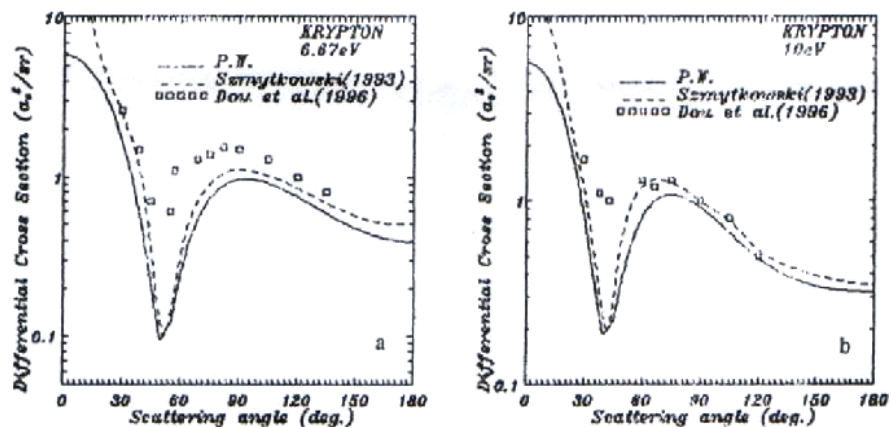 10
KRYPTON
6.67eV
P.W.
Szmytkowski(1993)
Dou et al.(1996)
1
0.1
a
0 30 60 90 120 150 180
Scattering angle (deg.)
Differential Cross Section (a₀²/sr)
10
KRYPTON
10eV
P.W.
Szmytkowski(1993)
Dou et al.(1996)
1
0.1
b
0 30 60 90 120 150 180
Scattering angle (deg.)
Differential Cross Section (a₀²/sr)